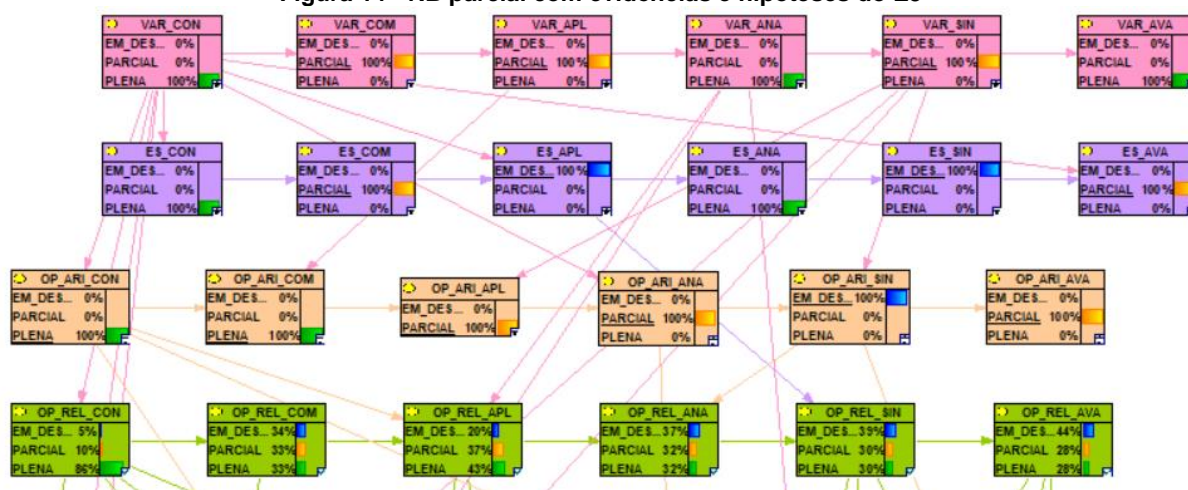 parcial com evidências e hipóteses do
VAR_CON
EM_DES... 0%
PARCIAL 0%
PLENA 100%
VAR_COM
EM_DES... 0%
PARCIAL 100%
PLENA 0%
VAR_APL
EM_DES... 0%
PARCIAL 100%
PLENA 0%
VAR_ANA
EM_DES... 0%
PARCIAL 0%
PLENA 100%
VAR_SIN
EM_DES... 0%
PARCIAL 100%
PLENA 0%
VAR_AVA
EM_DES... 0%
PARCIAL 0%
PLENA 100%
ES_CON
EM_DES... 0%
PARCIAL 0%
PLENA 100%
ES_COM
EM_DES... 0%
PARCIAL 100%
PLENA 0%
ES_APL
EM_DES... 100%
PARCIAL 0%
PLENA 0%
ES_ANA
EM_DES... 0%
PARCIAL 0%
PLENA 100%
ES_SIN
EM_DES... 100%
PARCIAL 0%
PLENA 0%
ES_AVA
EM_DES... 0%
PARCIAL 100%
PLENA 0%
OP_ARI_CON
EM_DES... 0%
PARCIAL 0%
PLENA 100%
OP_ARI_COM
EM_DES... 0%
PARCIAL 0%
PLENA 100%
OP_ARI_APL
EM_DES... 0%
PARCIAL 100%
OP_ARI_ANA
EM_DES... 0%
PARCIAL 100%
PLENA 0%
OP_ARI_SIN
EM_DES... 100%
PARCIAL 0%
PLENA 0%
OP_ARI_AVA
EM_DES... 0%
PARCIAL 100%
PLENA 0%
OP_REL_CON
EM_DES... 5%
PARCIAL 10%
PLENA 86%
OP_REL_COM
EM_DES... 34%
PARCIAL 33%
PLENA 33%
OP_REL_APL
EM_DES... 20%
PARCIAL 37%
PLENA 43%
OP_REL_ANA
EM_DES... 37%
PARCIAL 32%
PLENA 32%
OP_REL_SIN
EM_DES... 39%
PARCIAL 30%
PLENA 30%
OP_REL_AVA
EM_DES... 44%
PARCIAL 28%
PLENA 28%